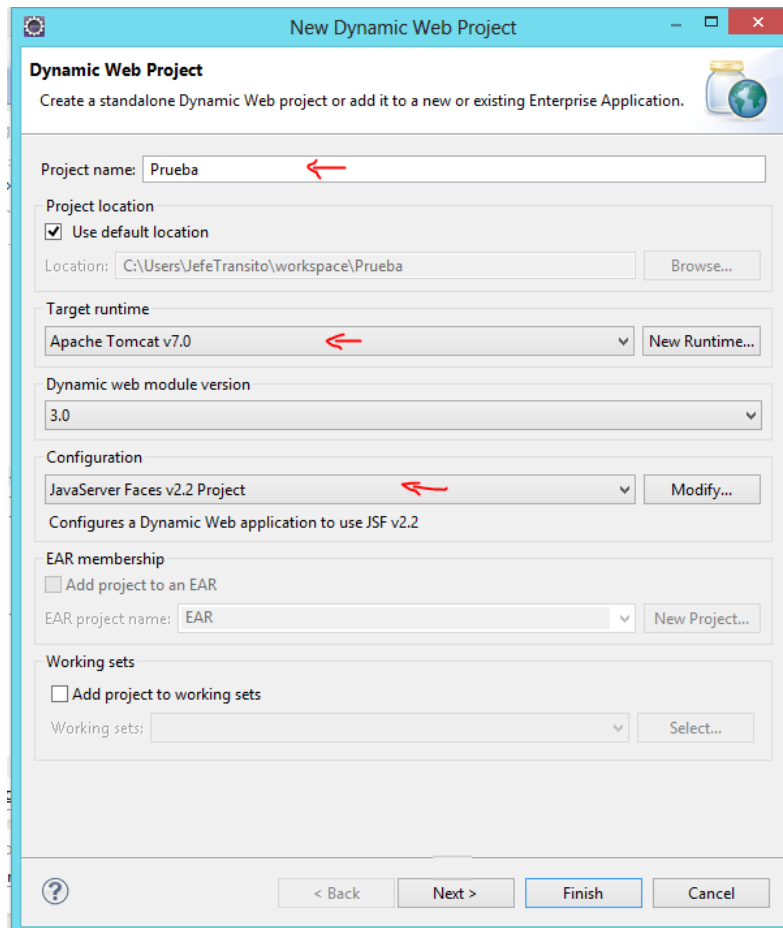 New Dynamic Web Project
Dynamic Web Project
Create a standalone Dynamic Web project or add it to a new or existing Enterprise Application.
Project name: Prueba
Project location
Use default location
Location: C:\Users\JefeTransito\workspace\Prueba Browse...
Target runtime
Apache Tomcat v7.0 New Runtime...
Dynamic web module version
3.0
Configuration
JavaServer Faces v2.2 Project Modify...
Configures a Dynamic Web application to use JSF v2.2
EAR membership
Add project to an EAR
EAR project name: EAR New Project...
Working sets
Add project to working sets
Working sets: Select...
? < Back Next > Finish Cancel